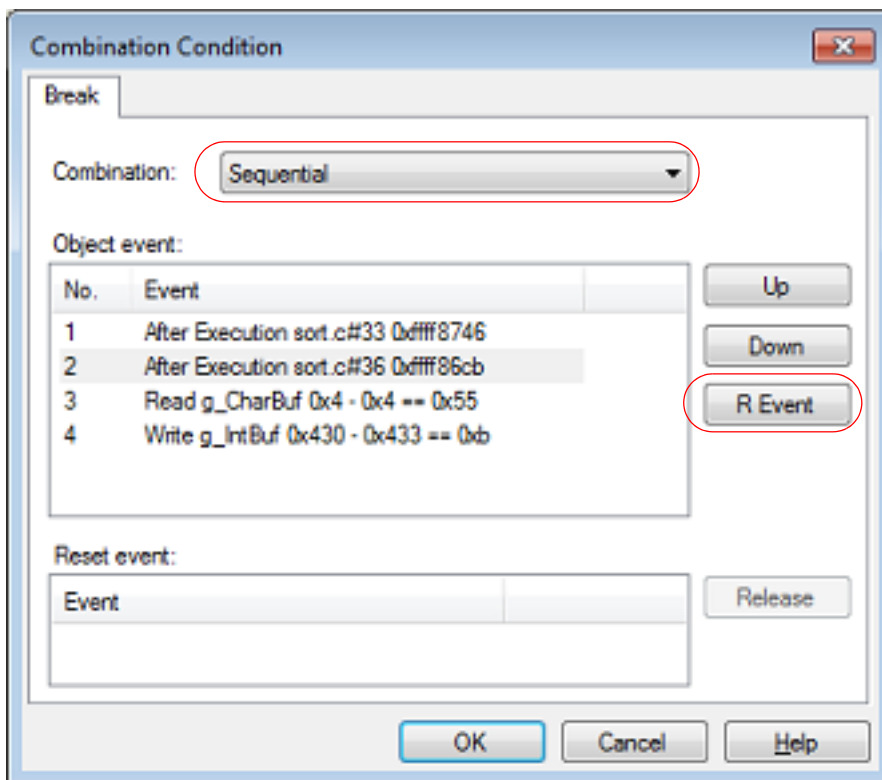 Combination Condition
Break
Combination: Sequential
Object event:
No. Event
1 After Execution sort.c#33 0xffff8746
2 After Execution sort.c#36 0xffff86cb
3 Read g_CharBuf 0x4 - 0x4 == 0x55
4 Write g_IntBuf 0x430 - 0x433 == 0xb
Up
Down
R Event
Reset event:
Event
Release
OK Cancel Help